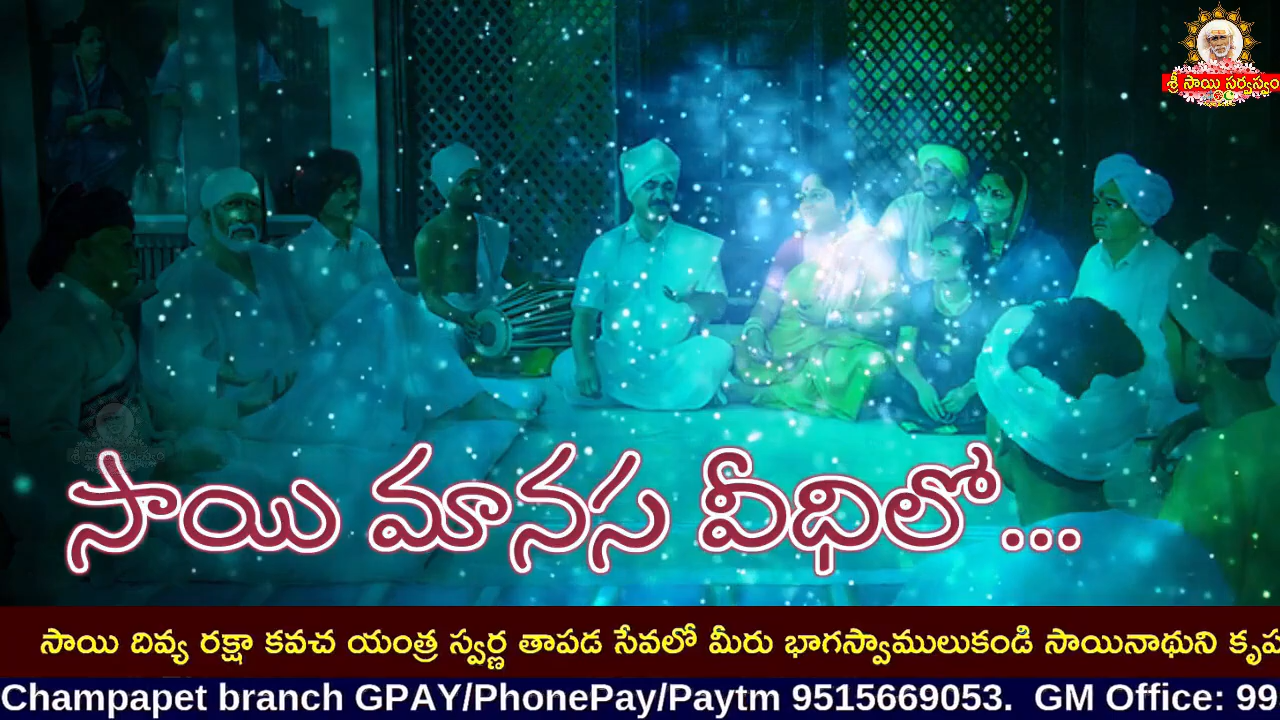 శ్రీ సాయి సర్వస్వం
సాయి మానస వీధిలో...
సాయి దివ్య రక్షా కవచ యంత్ర స్వర్ణ తాపడ సేవలో మీరు భాగస్వాములుకండి సాయినాథుని కృప
Champapet branch GPAY/PhonePay/Paytm 9515669053. GM Office: 99